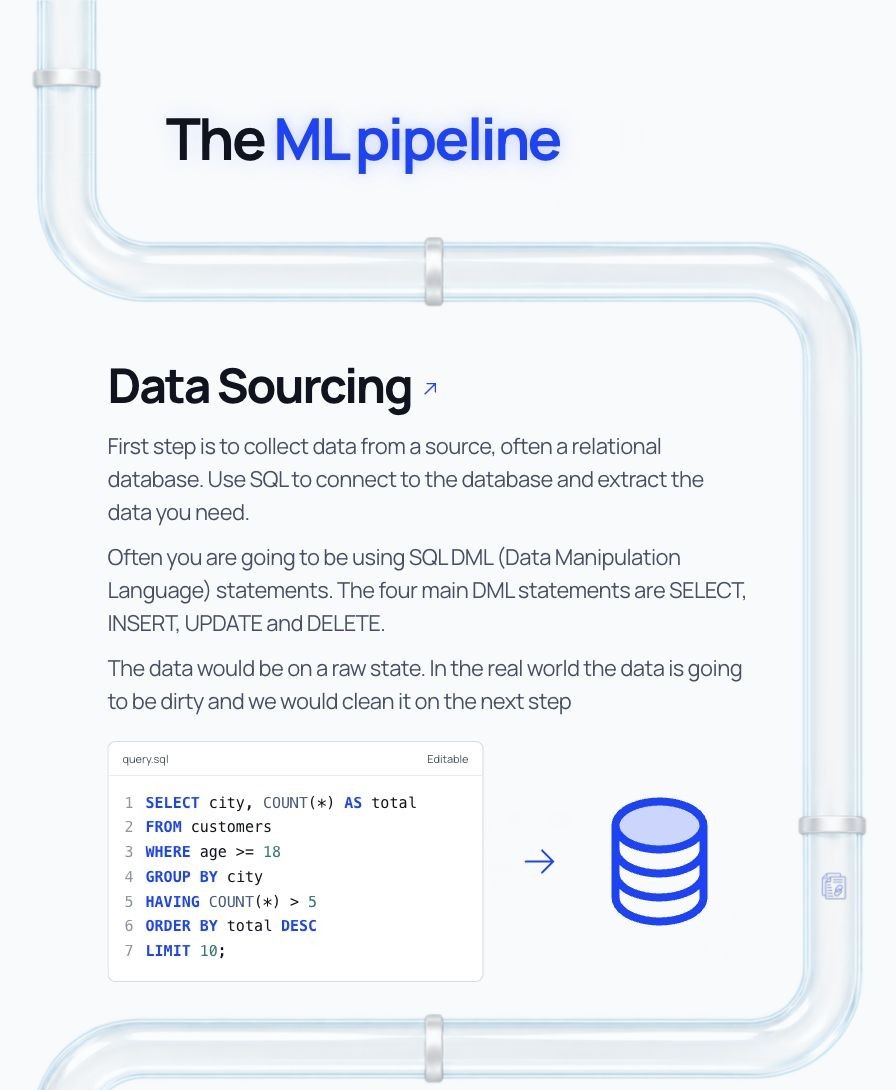 The ML pipeline
Data Sourcing
First step is to collect data from a source, often a relational
database. Use SQL to connect to the database and extract the
data you need.
Often you are going to be using SQL DML (Data Manipulation
Language) statements. The four main DML statements are SELECT,
INSERT, UPDATE and DELETE.
The data would be on a raw state. In the real world the data is going
to be dirty and we would clean it on the next step
query.sql Editable
1 SELECT city, COUNT(*) AS total
2 FROM customers
3 WHERE age >= 18
4 GROUP BY city
5 HAVING COUNT(*) > 5
6 ORDER BY total DESC
7 LIMIT 10;